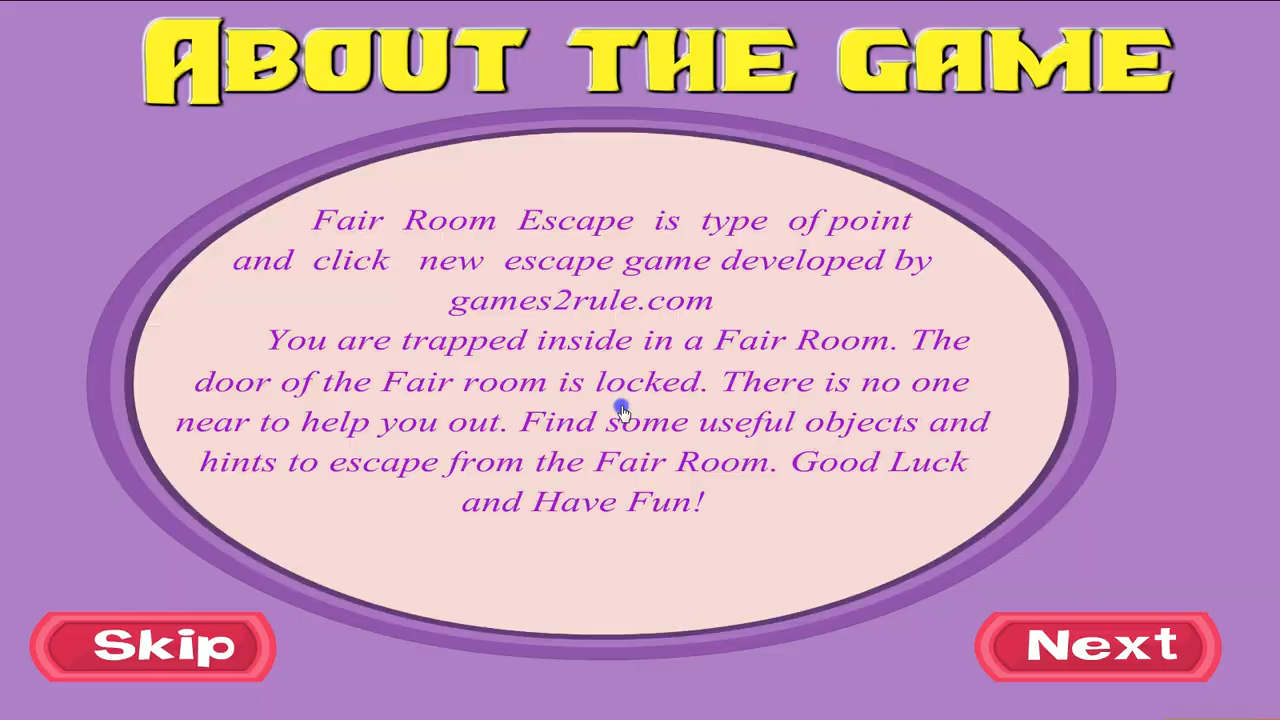 ABOUT THE GAME
Fair Room Escape is type of point
and click new escape game developed by
games2rule.com
You are trapped inside in a Fair Room. The
door of the Fair room is locked. There is no one
near to help you out. Find some useful objects and
hints to escape from the Fair Room. Good Luck
and Have Fun!
Skip
Next